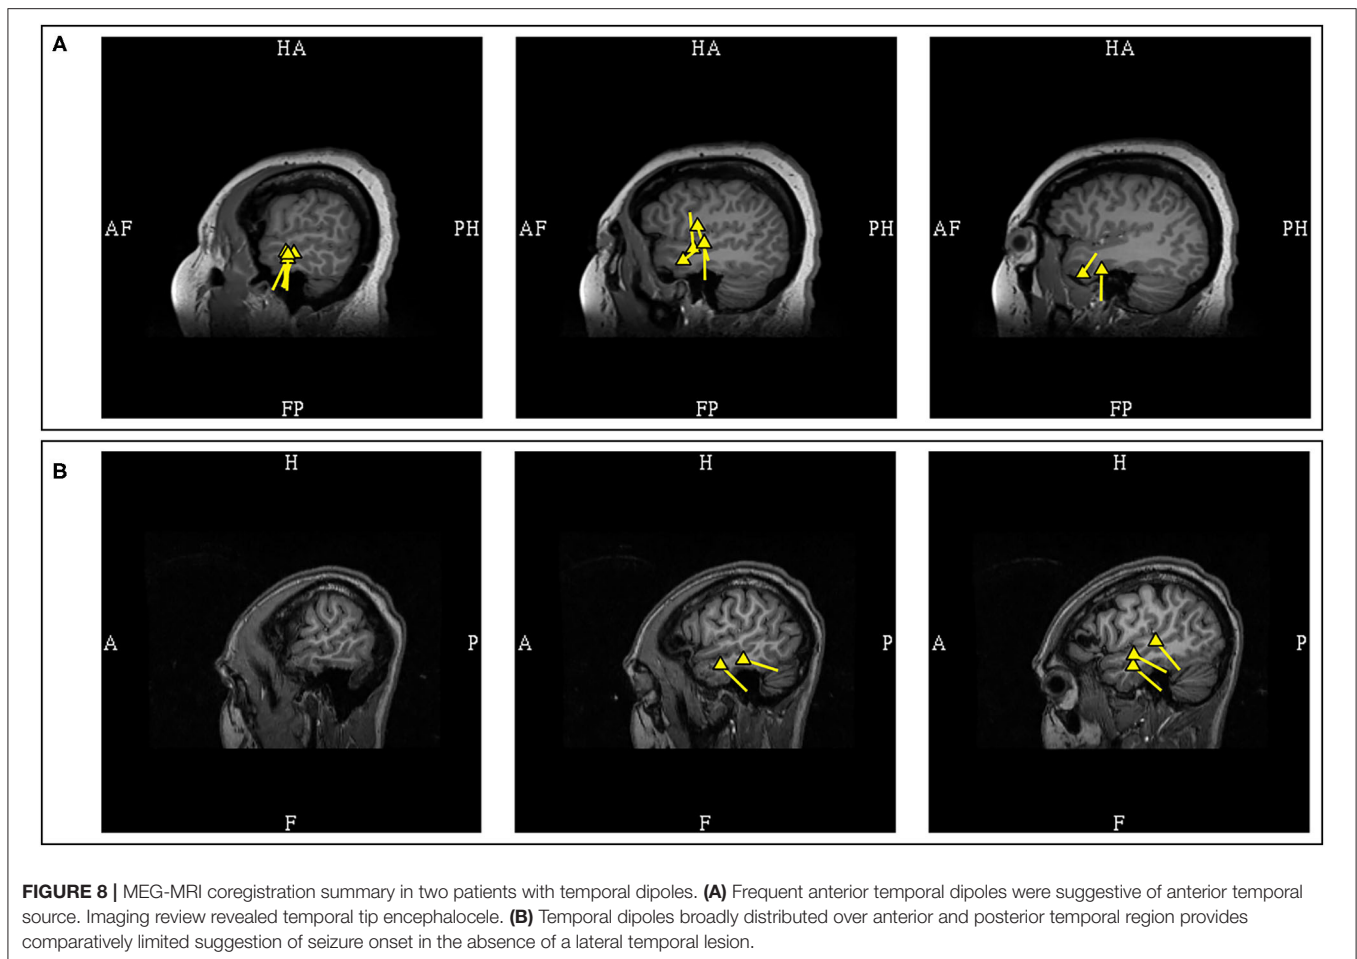 A
HA HA HA
AF PH AF PH AF PH
FP FP FP
B
H H H
A P A P A P
F F F
FIGURE 8 | MEG-MRI coregistration summary in two patients with temporal dipoles. (A) Frequent anterior temporal dipoles were suggestive of anterior temporal
source. Imaging review revealed temporal tip encephalocele. (B) Temporal dipoles broadly distributed over anterior and posterior temporal region provides
comparatively limited suggestion of seizure onset in the absence of a lateral temporal lesion.